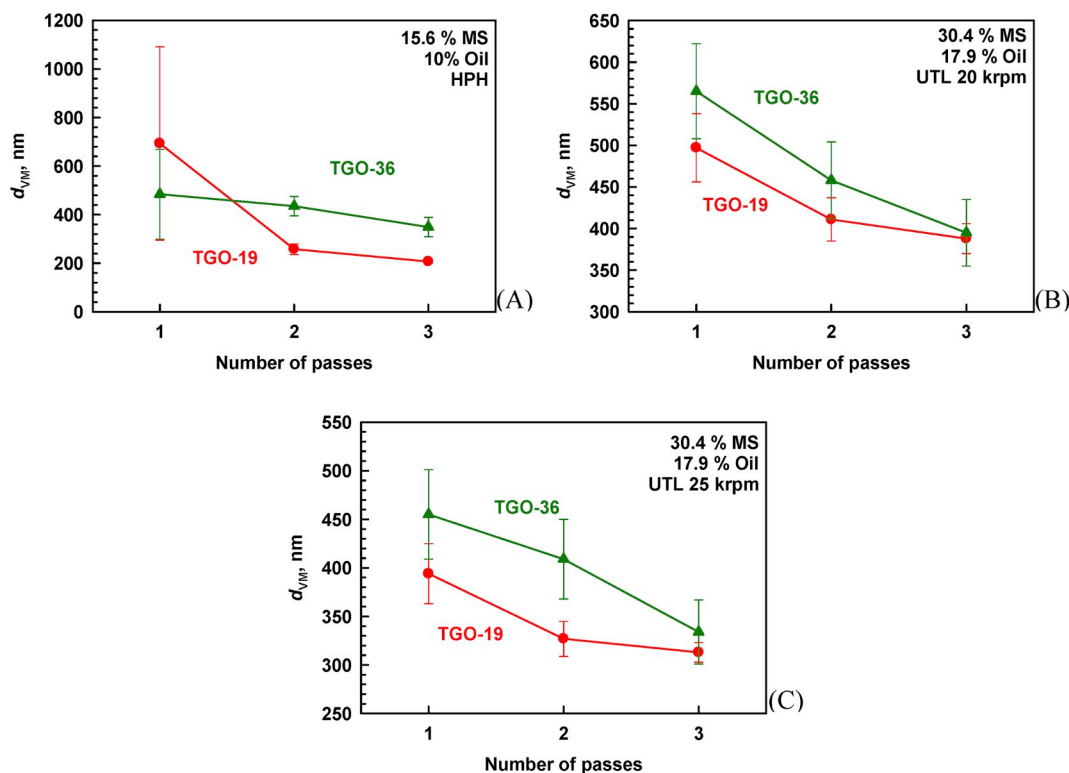 1200
1000
800
600
400
200
0
d_VM, nm
15.6 % MS
10% Oil
HPH
TGO-36
TGO-19
1 2 3
Number of passes
(A)
650
600
550
500
450
400
350
300
d_VM, nm
30.4 % MS
17.9 % Oil
UTL 20 krpm
TGO-36
TGO-19
1 2 3
Number of passes
(B)
550
500
450
400
350
300
250
d_VM, nm
30.4 % MS
17.9 % Oil
UTL 25 krpm
TGO-36
TGO-19
1 2 3
Number of passes
(C)